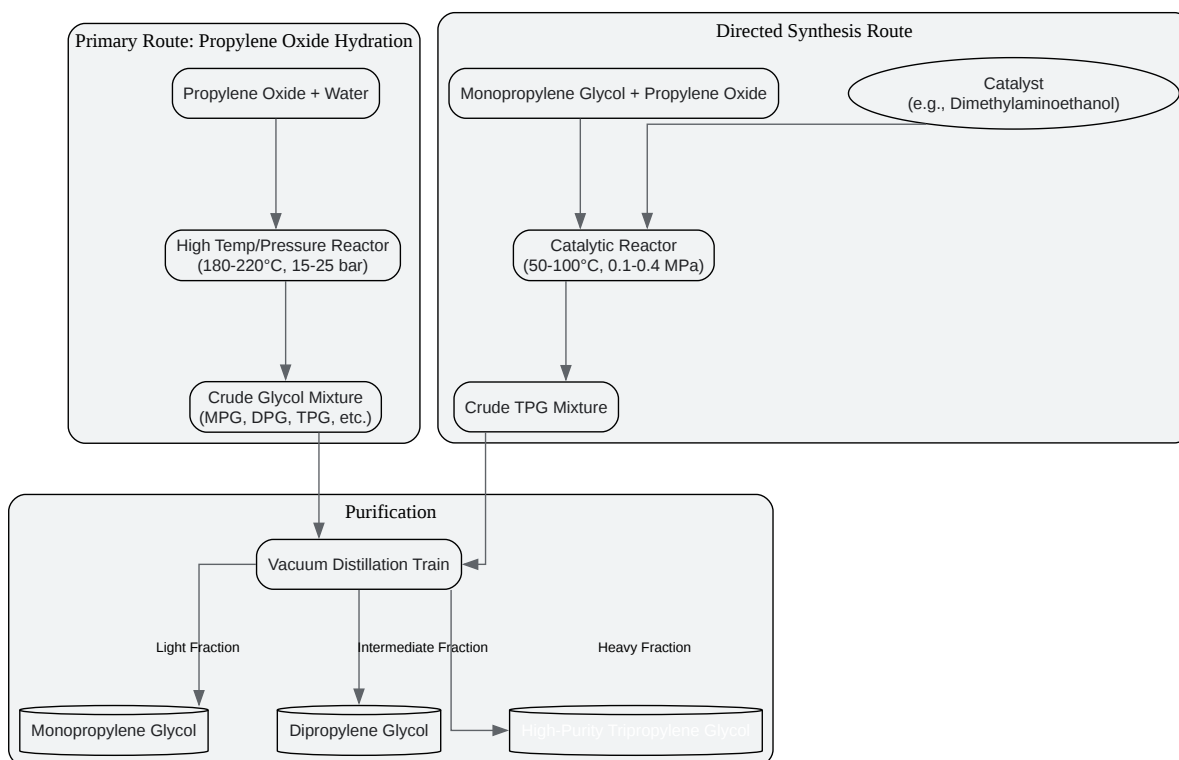 Primary Route: Propylene Oxide Hydration
Propylene Oxide + Water
High Temp/Pressure Reactor
(180-220°C, 15-25 bar)
Crude Glycol Mixture
(MPG, DPG, TPG, etc.)
Directed Synthesis Route
Monopropylene Glycol + Propylene Oxide
Catalyst
(e.g., Dimethylaminoethanol)
Catalytic Reactor
(50-100°C, 0.1-0.4 MPa)
Crude TPG Mixture
Purification
Vacuum Distillation Train
Light Fraction
Intermediate Fraction
Heavy Fraction
Monopropylene Glycol
Dipropylene Glycol
High-Purity Tripropylene Glycol